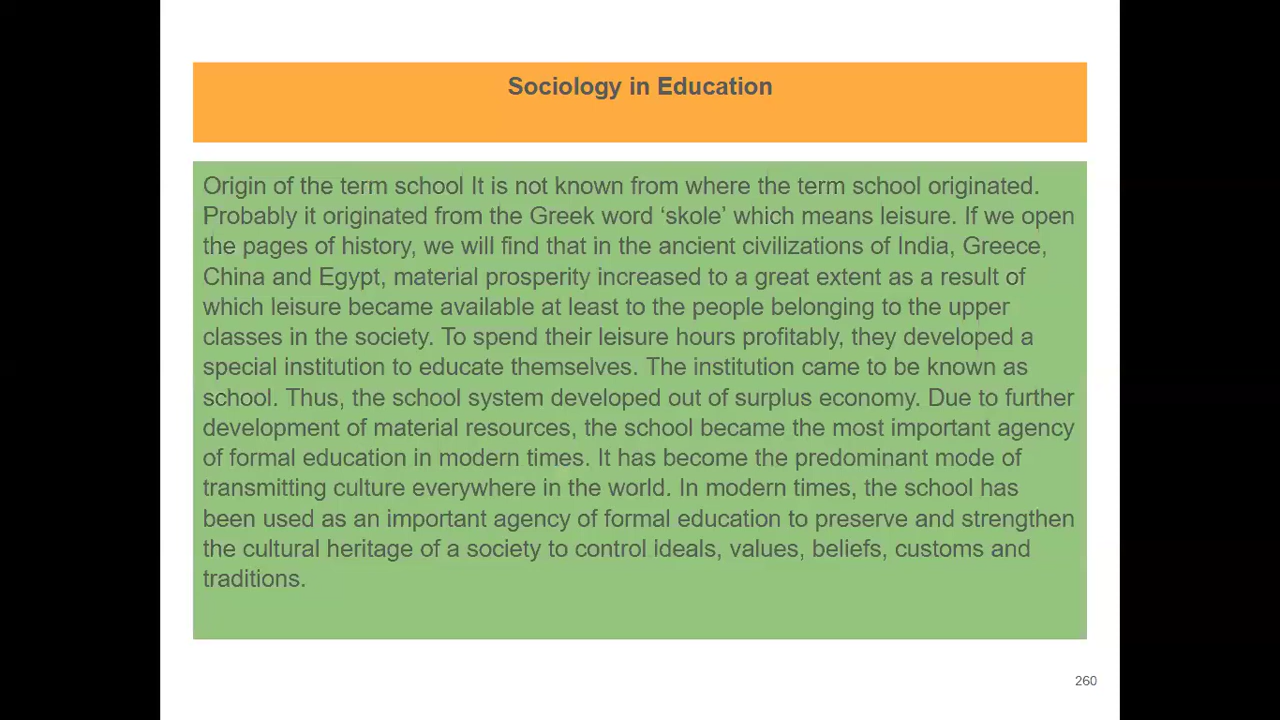 Sociology in Education
Origin of the term school It is not known from where the term school originated.
Probably it originated from the Greek word ‘skole’ which means leisure. If we open
the pages of history, we will find that in the ancient civilizations of India, Greece,
China and Egypt, material prosperity increased to a great extent as a result of
which leisure became available at least to the people belonging to the upper
classes in the society. To spend their leisure hours profitably, they developed a
special institution to educate themselves. The institution came to be known as
school. Thus, the school system developed out of surplus economy. Due to further
development of material resources, the school became the most important agency
of formal education in modern times. It has become the predominant mode of
transmitting culture everywhere in the world. In modern times, the school has
been used as an important agency of formal education to preserve and strengthen
the cultural heritage of a society to control ideals, values, beliefs, customs and
traditions.
260